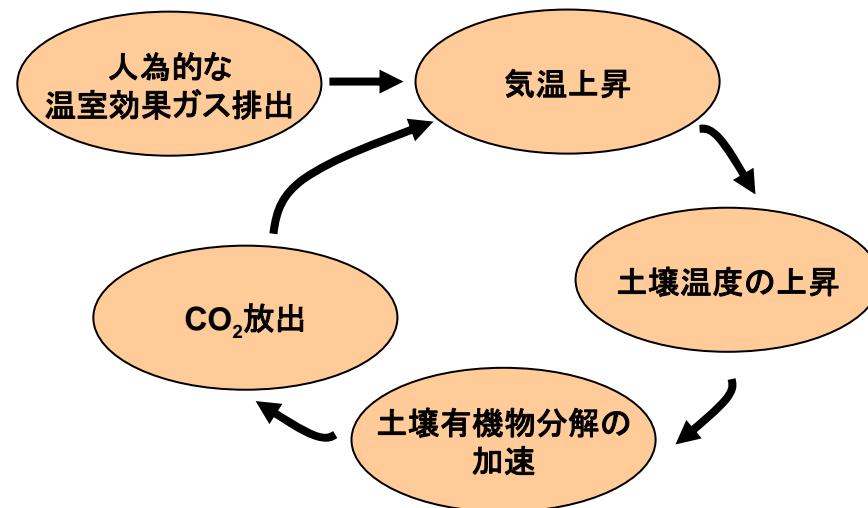 人為的な
温室効果ガス排出
気温上昇
土壌温度の上昇
土壌有機物分解の
加速
CO₂放出